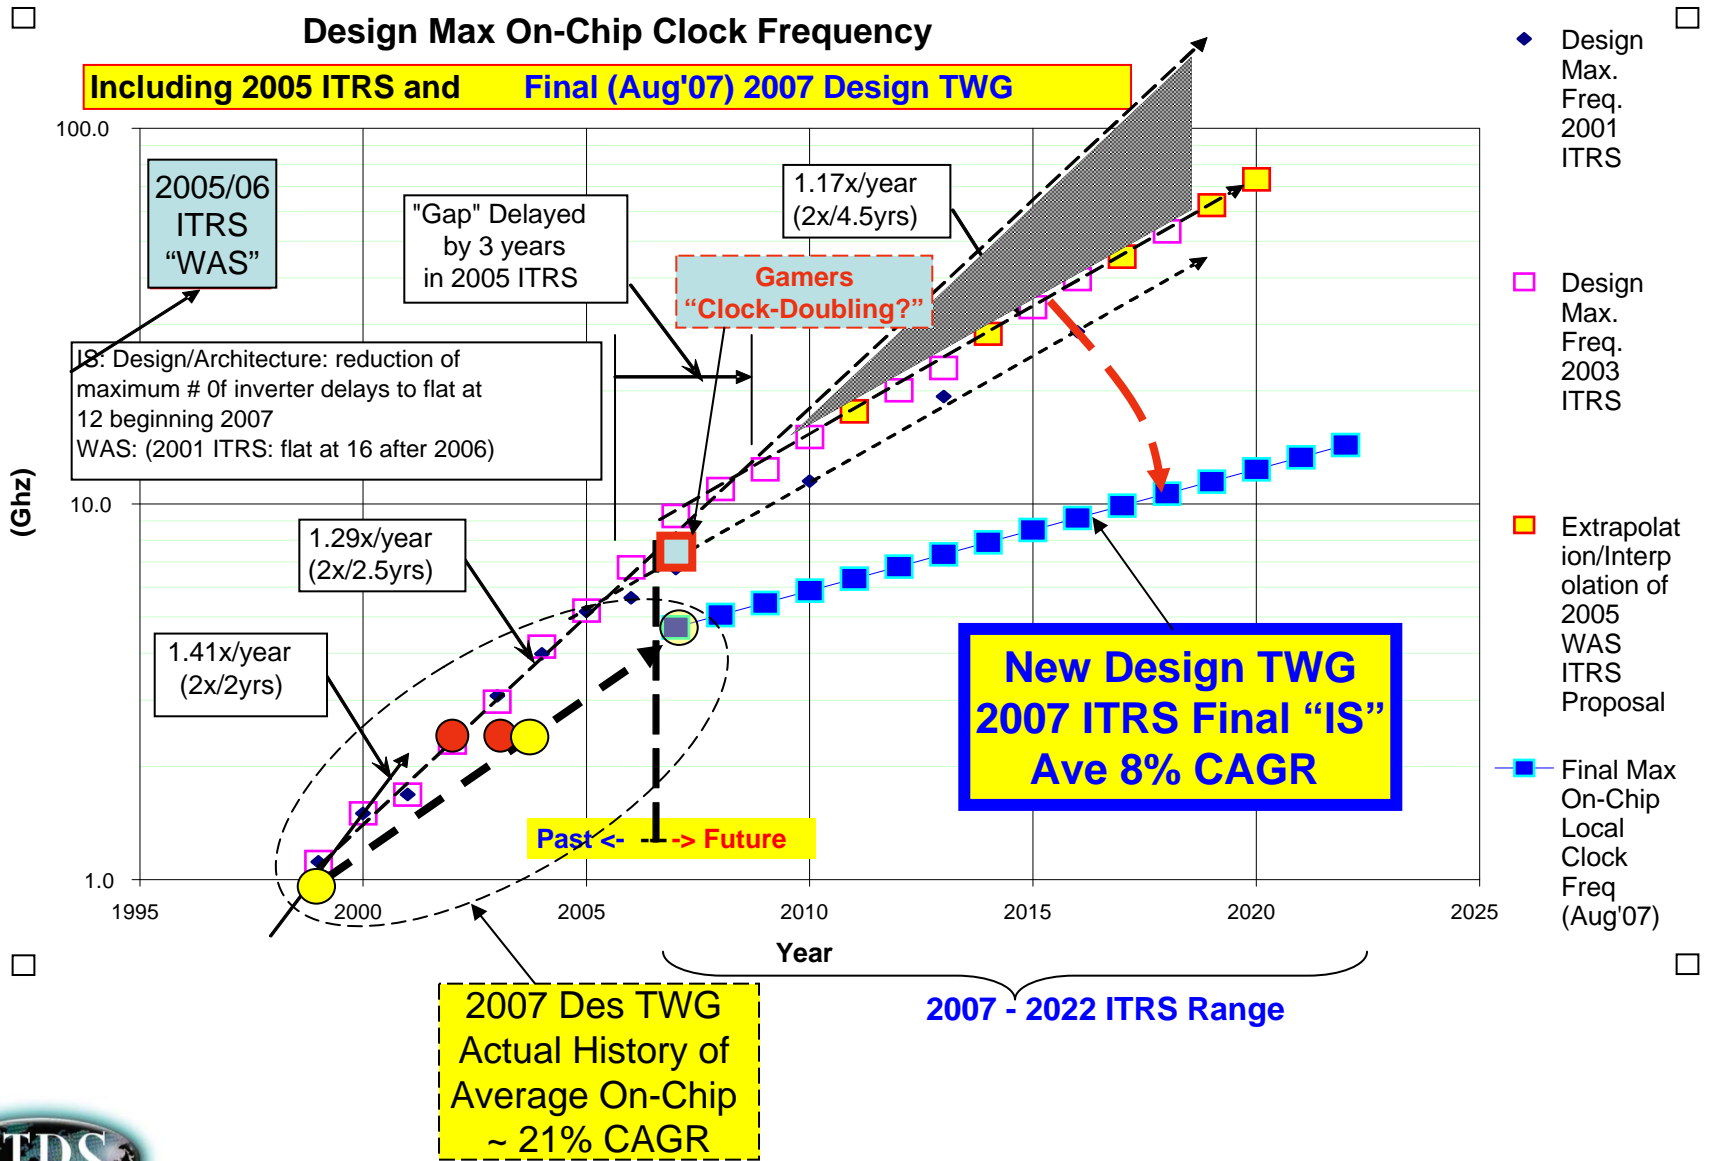 Design Max On-Chip Clock Frequency
Including 2005 ITRS and Final (Aug'07) 2007 Design TWG
100.0
10.0
1.0
(Ghz)
2005/06
ITRS
“WAS”
"Gap" Delayed
by 3 years
in 2005 ITRS
1.17x/year
(2x/4.5yrs)
Gamers
“Clock-Doubling?”
IS: Design/Architecture: reduction of
maximum # 0f inverter delays to flat at
12 beginning 2007
WAS: (2001 ITRS: flat at 16 after 2006)
1.29x/year
(2x/2.5yrs)
1.41x/year
(2x/2yrs)
New Design TWG
2007 ITRS Final “IS”
Ave 8% CAGR
Past <- --> Future
1995
2000
2005
2010
2015
2020
2025
Year
2007 - 2022 ITRS Range
2007 Des TWG
Actual History of
Average On-Chip
~ 21% CAGR
Design
Max.
Freq.
2001
ITRS
Design
Max.
Freq.
2003
ITRS
Extrapolat
ion/Interp
olation of
2005
WAS
ITRS
Proposal
Final Max
On-Chip
Local
Clock
Freq
(Aug'07)